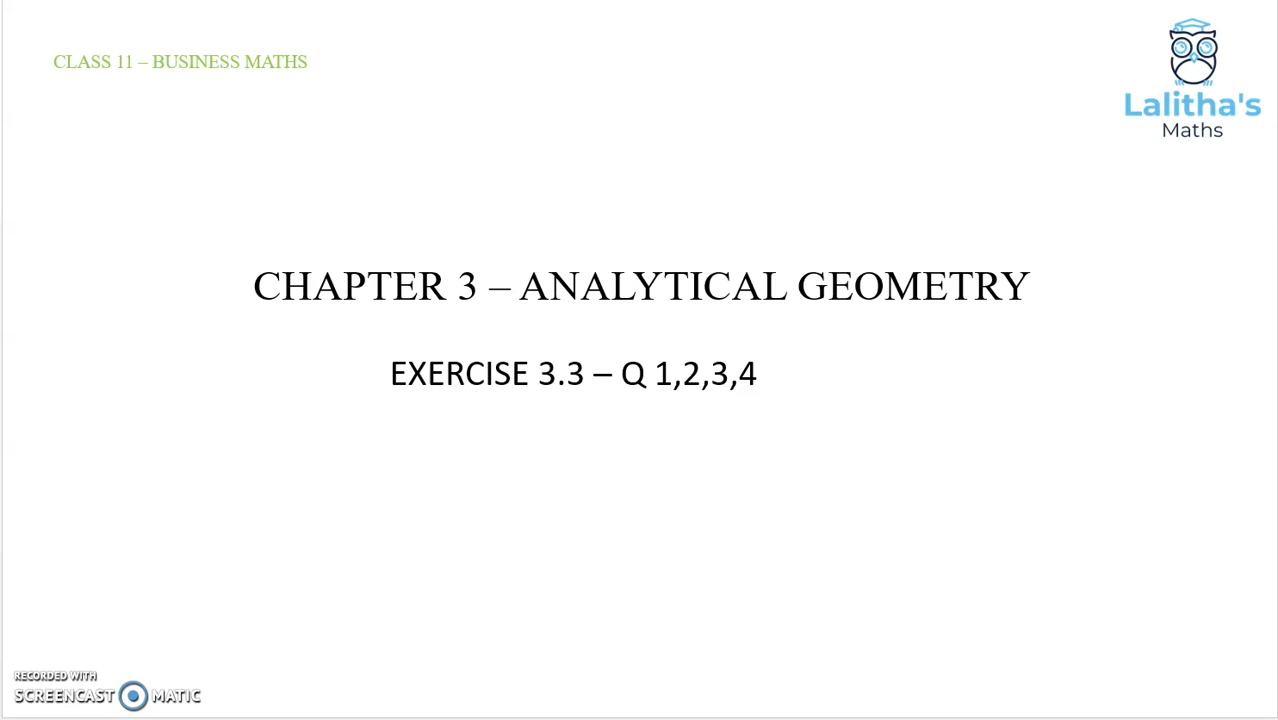 CLASS 11 – BUSINESS MATHS
Lalitha's
Maths
CHAPTER 3 – ANALYTICAL GEOMETRY
EXERCISE 3.3 – Q 1,2,3,4
RECORDED WITH
SCREENCAST MATIC